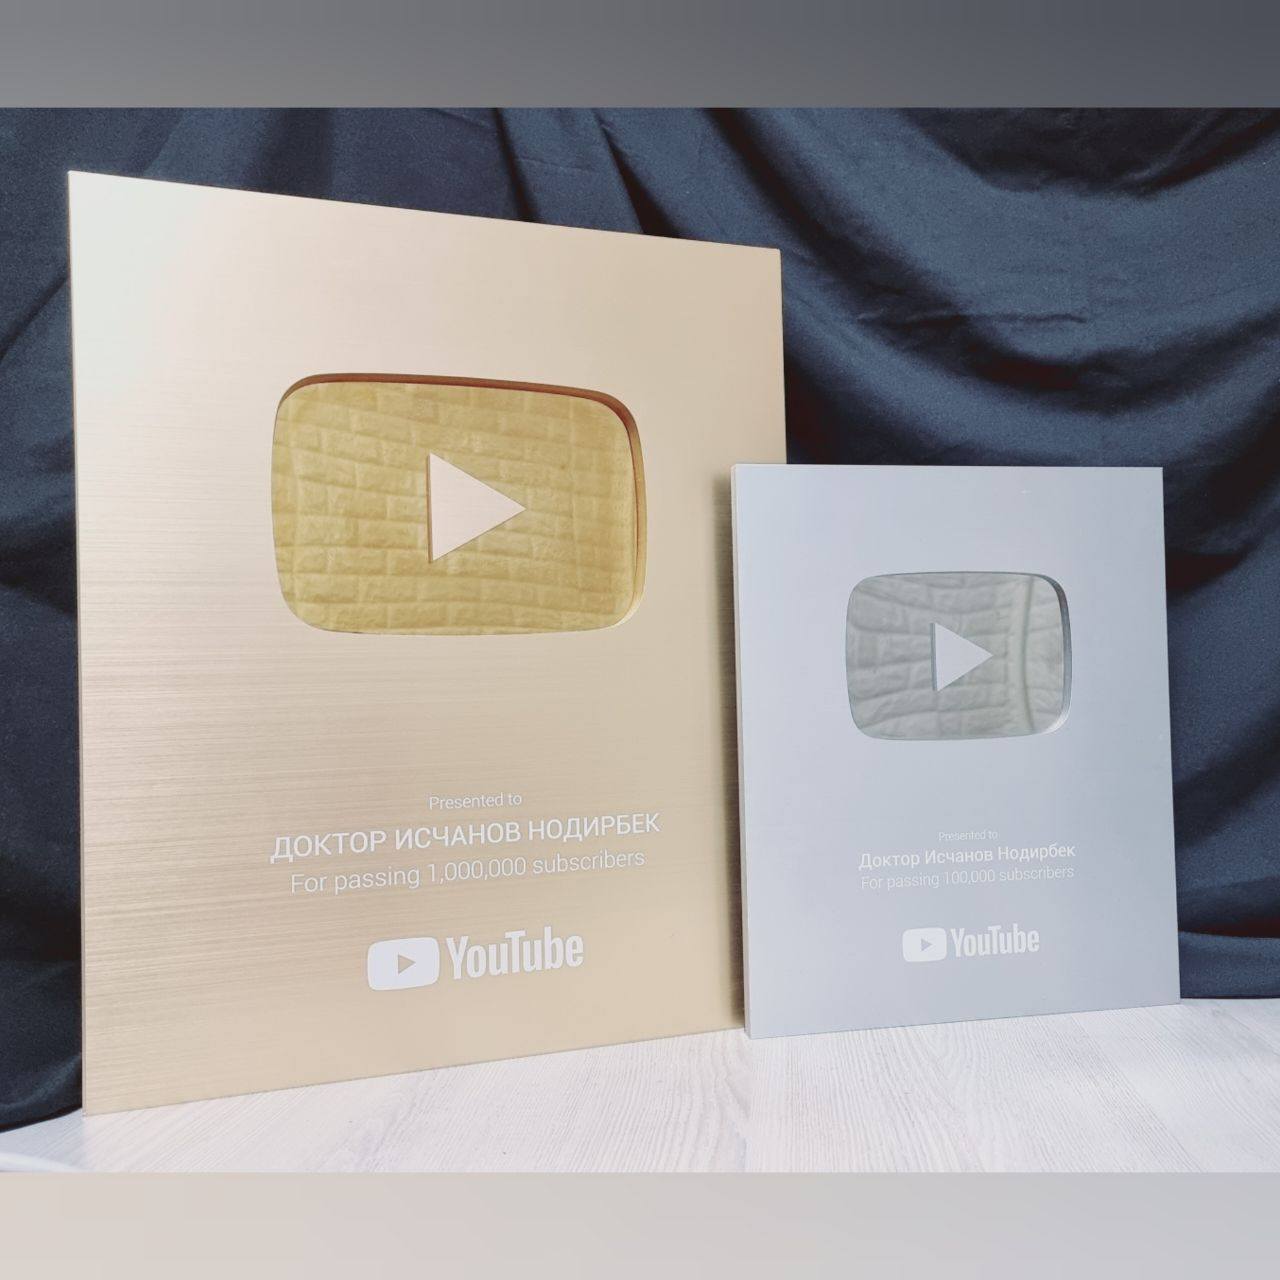 Presented to
ДОКТОР ИСЧАНОВ НОДИРБЕК
For passing 1,000,000 subscribers
YouTube
Presented to
Доктор Исчанов Нодирбек
For passing 100,000 subscribers
YouTube